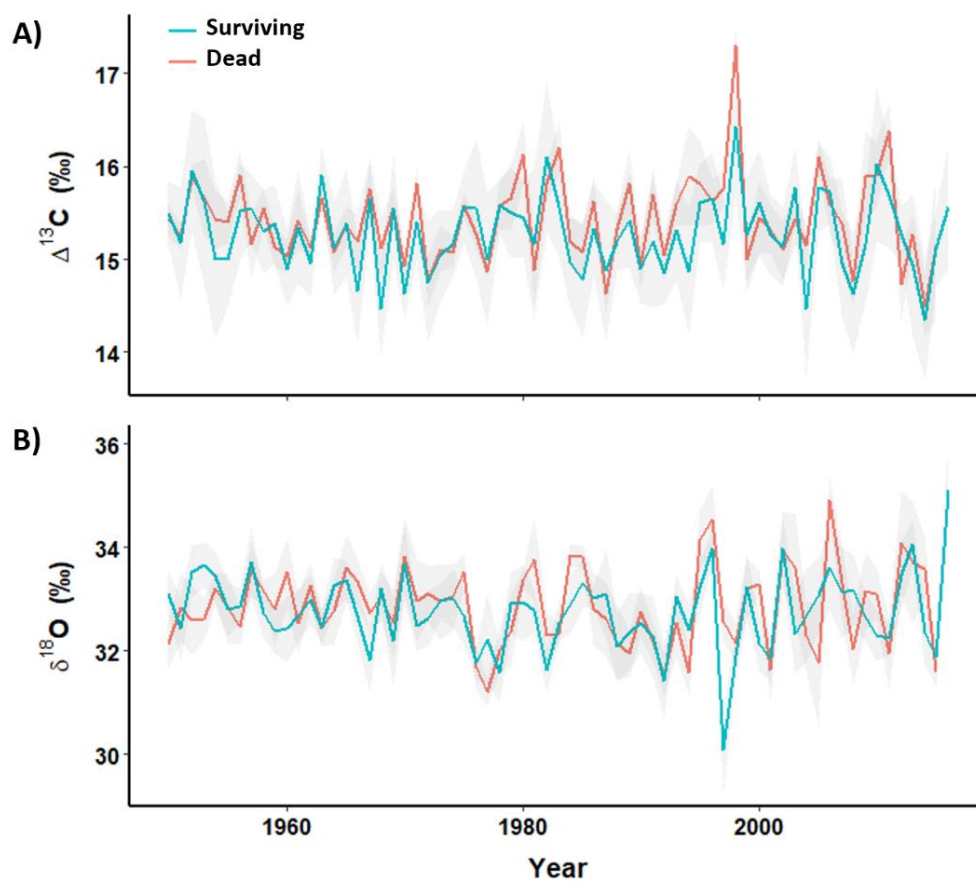 A)
Surviving
Dead
Δ¹³C (‰)
17
16
15
14
B)
δ¹⁸O (‰)
36
34
32
30
1960
1980
2000
Year